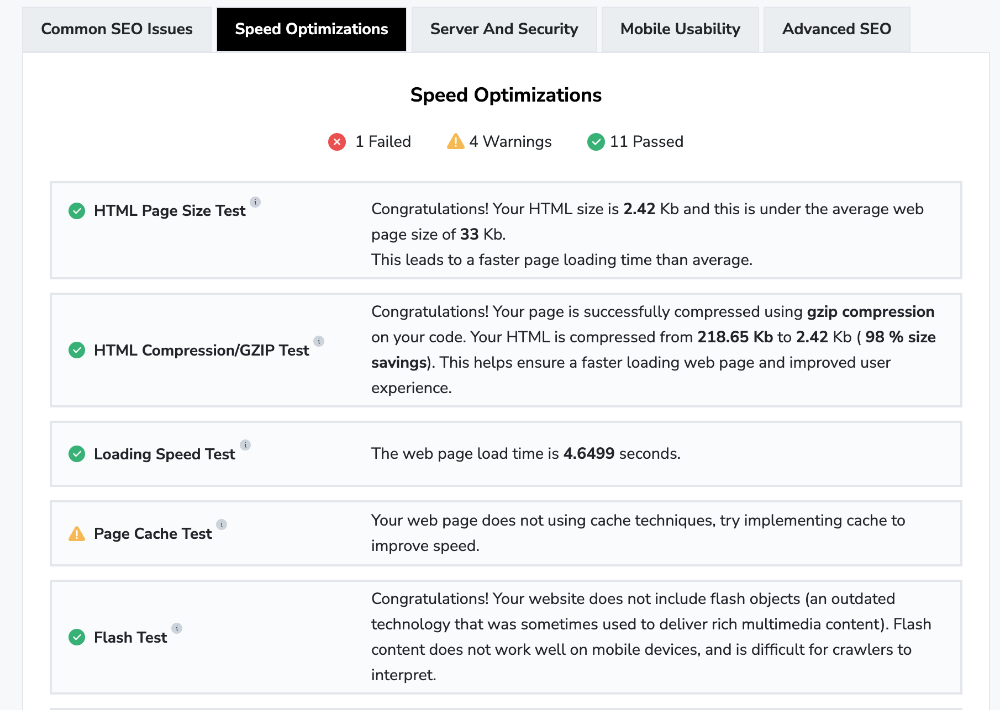 Common SEO Issues
Speed Optimizations
Server And Security
Mobile Usability
Advanced SEO
Speed Optimizations
1 Failed
4 Warnings
11 Passed
HTML Page Size Test
Congratulations! Your HTML size is 2.42 Kb and this is under the average web
page size of 33 Kb.
This leads to a faster page loading time than average.
HTML Compression/GZIP Test
Congratulations! Your page is successfully compressed using gzip compression
on your code. Your HTML is compressed from 218.65 Kb to 2.42 Kb ( 98 % size
savings). This helps ensure a faster loading web page and improved user
experience.
Loading Speed Test
The web page load time is 4.6499 seconds.
Page Cache Test
Your web page does not using cache techniques, try implementing cache to
improve speed.
Flash Test
Congratulations! Your website does not include flash objects (an outdated
technology that was sometimes used to deliver rich multimedia content). Flash
content does not work well on mobile devices, and is difficult for crawlers to
interpret.